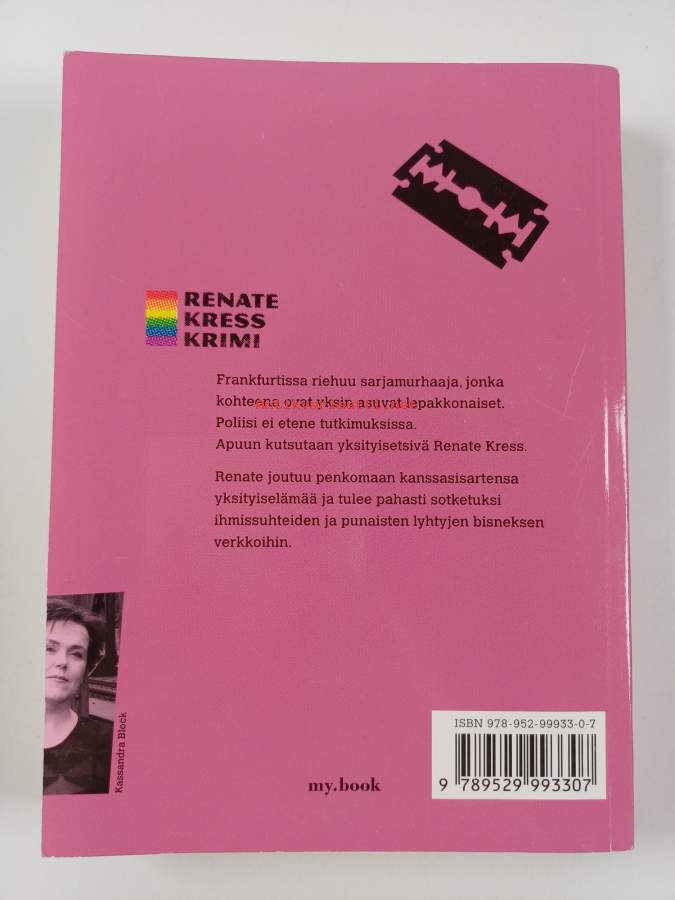 RENATE
KRESS
KRIMI
Frankfurtissa riehuu sarjamurhaaja, jonka
kohteena ovat yksin asuvat lepakkonaiset.
Poliisi ei etene tutkimuksissa.
Apuun kutsutaan yksityisetsivä Renate Kress.
Renate joutuu penkomaan kanssasisartensa
yksityiselämää ja tulee pahasti sotketuksi
ihmissuhteiden ja punaisten lyhtyjen bisneksen
verkkoihin.
Kassandra Block
my.book
ISBN 978-952-99933-0-7
9 789529 993307